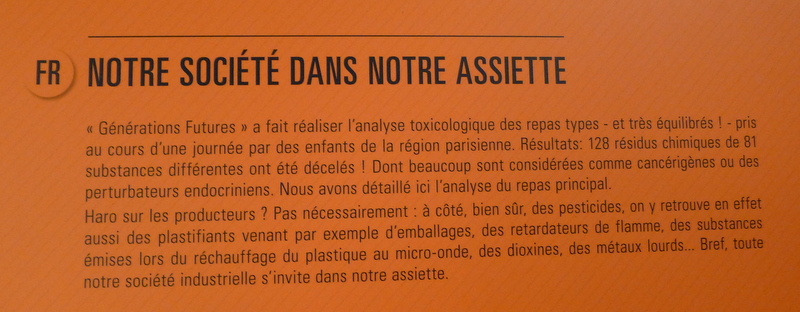 FR NOTRE SOCIÉTÉ DANS NOTRE ASSIETTE
« Générations Futures » a fait réaliser l'analyse toxicologique des repas types - et très équilibrés ! - pris
au cours d'une journée par des enfants de la région parisienne. Résultats: 128 résidus chimiques de 81
substances différentes ont été décelés ! Dont beaucoup sont considérées comme cancérigènes ou des
perturbateurs endocriniens. Nous avons détaillé ici l'analyse du repas principal.
Haro sur les producteurs ? Pas nécessairement : à côté, bien sûr, des pesticides, on y retrouve en effet
aussi des plastifiants venant par exemple d'emballages, des retardateurs de flamme, des substances
émises lors du réchauffage du plastique au micro-onde, des dioxines, des métaux lourds... Bref, toute
notre société industrielle s'invite dans notre assiette.